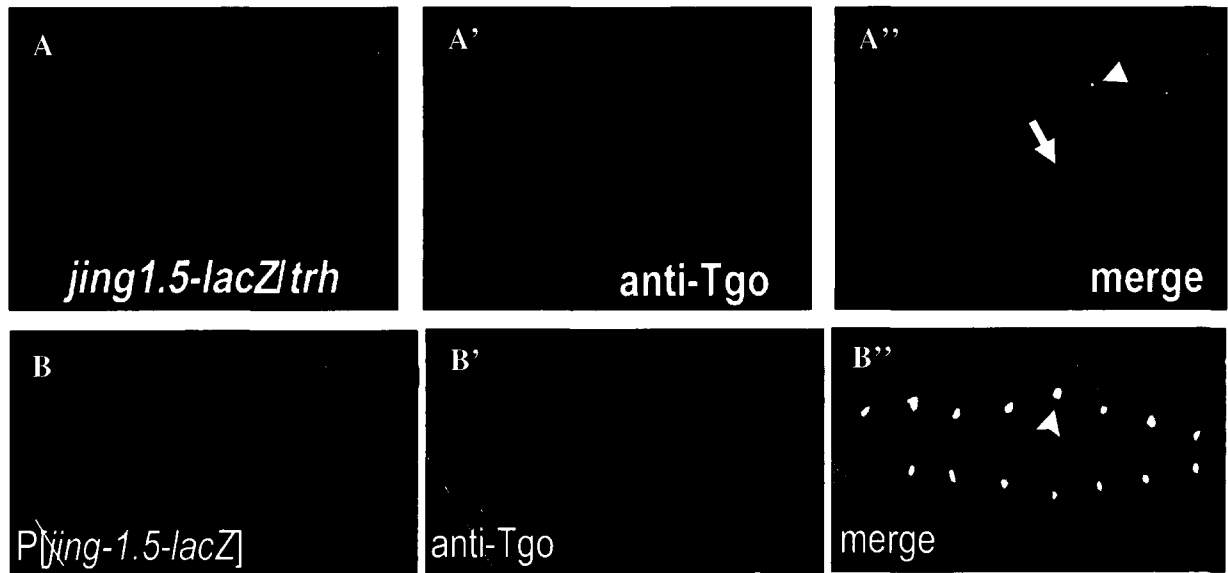 A
jing1.5-lacZ/trh
A’
anti-Tgo
A’’
merge
B
P[jing-1.5-lacZ]
B’
anti-Tgo
B’’
merge